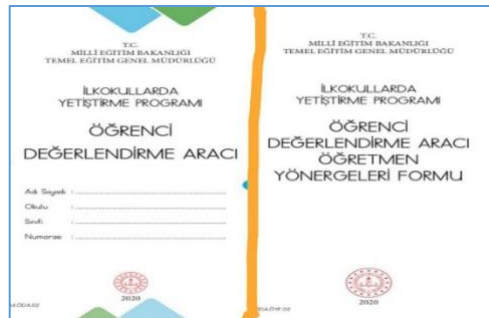 T.C.
MİLLİ EĞİTİM BAKANLIĞI
TEMEL EĞİTİM GENEL MÜDÜRLÜĞÜ
İLKOKULLARDA
YETİŞTİRME PROGRAMI
ÖĞRENCİ
DEĞERLENDİRME ARACI
Adı Soyadı :
Okulu :
Sınıfı :
Numarası :
2020
T.C.
MİLLİ EĞİTİM BAKANLIĞI
TEMEL EĞİTİM GENEL MÜDÜRLÜĞÜ
İLKOKULLARDA
YETİŞTİRME PROGRAMI
ÖĞRENCİ
DEĞERLENDİRME ARACI
ÖĞRETMEN
YÖNERGELERİ FORMU
2020